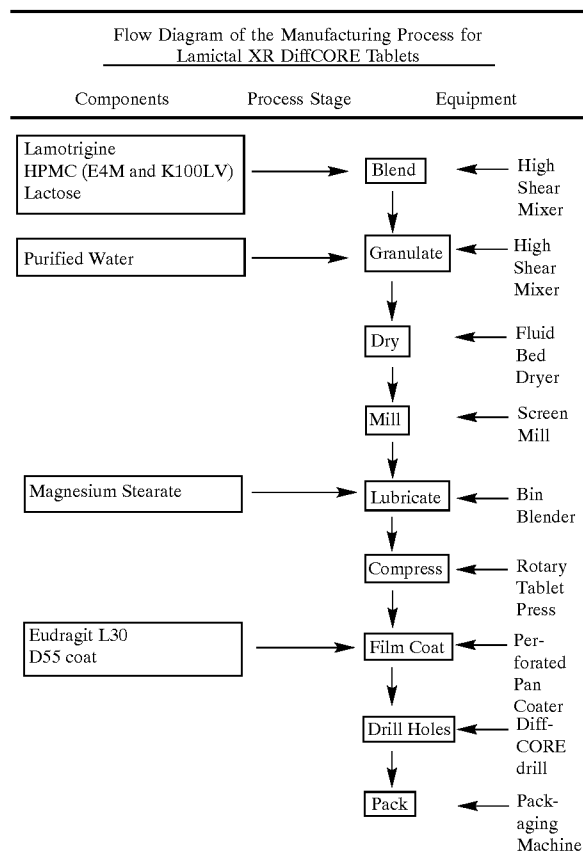 Flow Diagram of the Manufacturing Process for
Lamictal XR DiffCORE Tablets
Components Process Stage Equipment
Lamotrigine
HPMC (E4M and K100LV)
Lactose
Blend
High
Shear
Mixer
Purified Water
Granulate
High
Shear
Mixer
Dry
Fluid
Bed
Dryer
Mill
Screen
Mill
Magnesium Stearate
Lubricate
Bin
Blender
Compress
Rotary
Tablet
Press
Eudragit L30
D55 coat
Film Coat
Per-
forated
Pan
Coater
Drill Holes
Diff-
CORE
drill
Pack
Pack-
aging
Machine